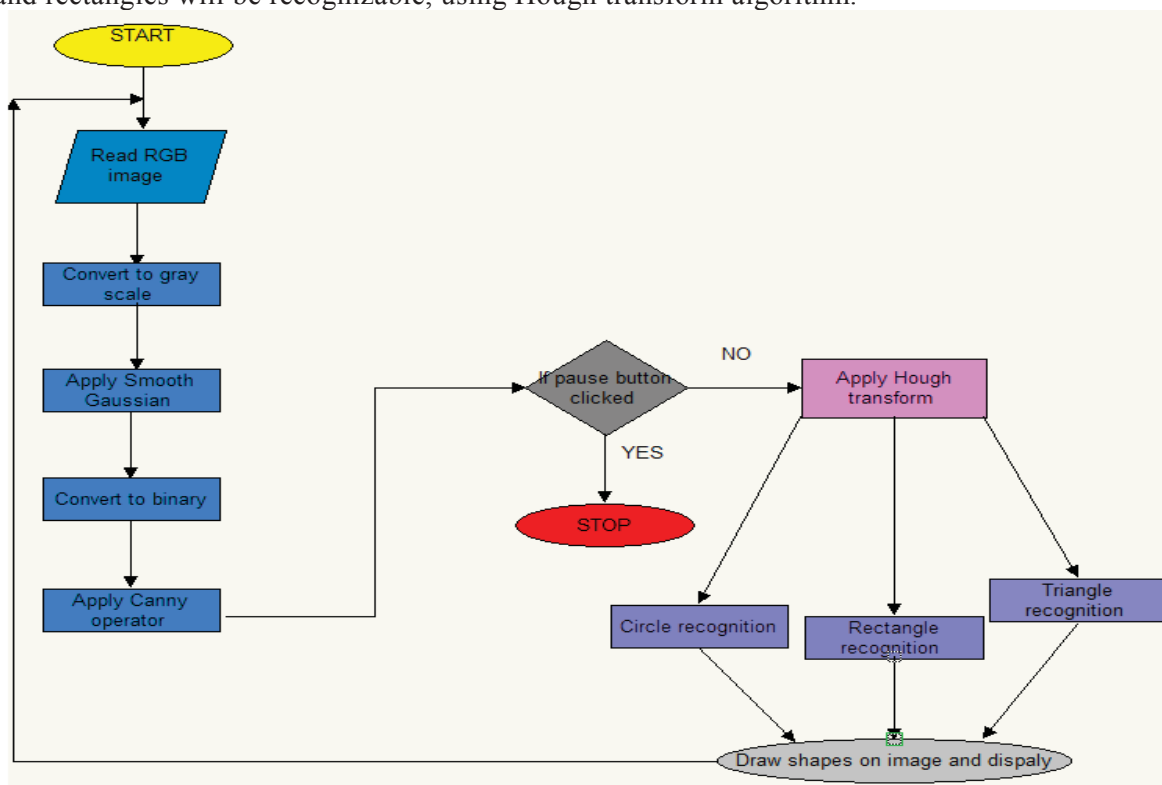 and rectangles will be recognizable, using Hough transform algorithm.
START
Read RGB
image
Convert to gray
scale
Apply Smooth
Gaussian
Convert to binary
Apply Canny
operator
If pause button
clicked
NO
YES
STOP
Apply Hough
transform
Circle recognition
Rectangle
recognition
Triangle
recognition
Draw shapes on image and dispaly